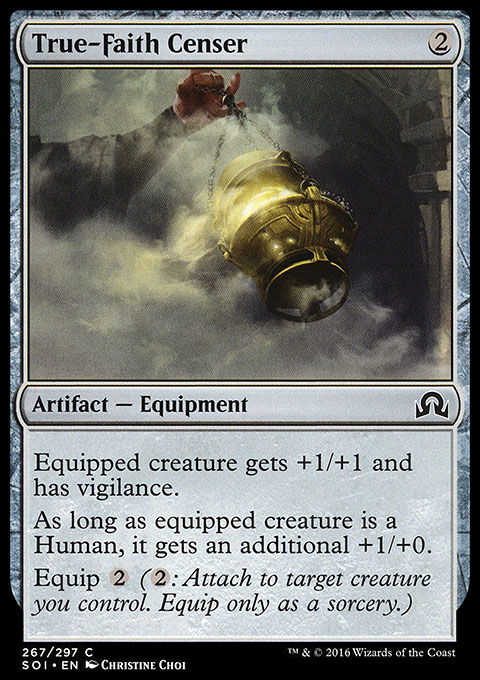 True-Faith Censer 2
Artifact — Equipment
Equipped creature gets +1/+1 and
has vigilance.
As long as equipped creature is a
Human, it gets an additional +1/+0.
Equip 2 (2: Attach to target creature
you control. Equip only as a sorcery.)
267/297 C
SOI • EN Christine Choi
™ & © 2016 Wizards of the Coast